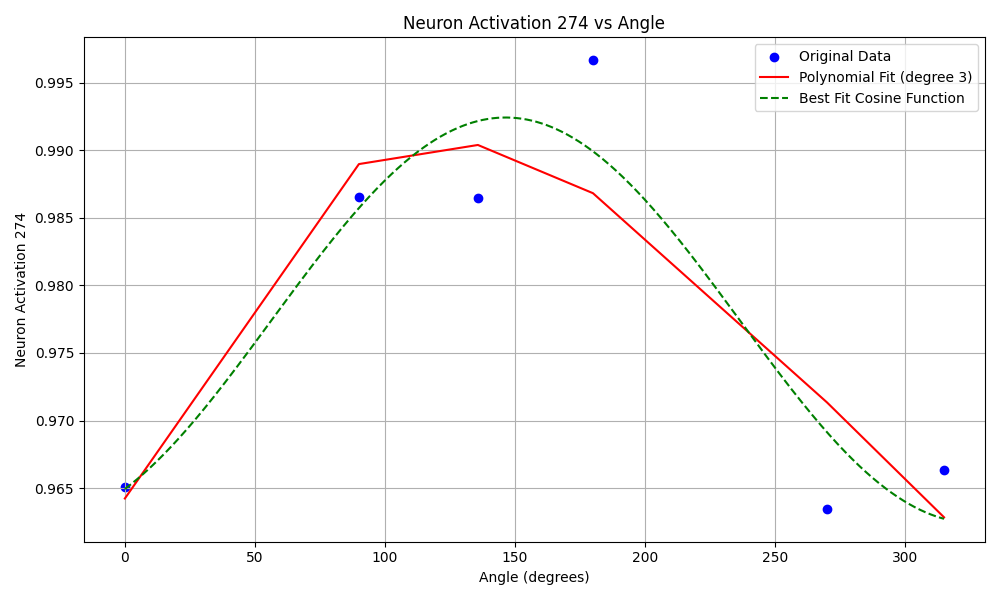 Neuron Activation 274 vs Angle
Original Data
Polynomial Fit (degree 3)
Best Fit Cosine Function
Neuron Activation 274
0.995
0.990
0.985
0.980
0.975
0.970
0.965
0 50 100 150 200 250 300
Angle (degrees)